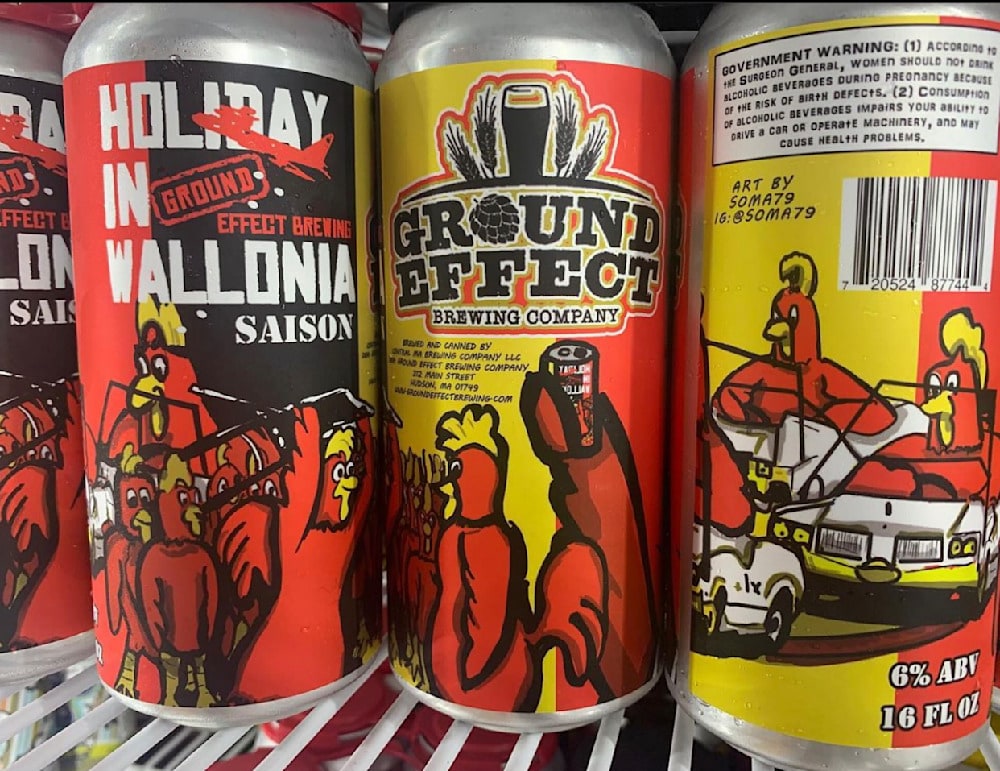 HOLIDAY
IN
GROUND
EFFECT BREWING
WALLONIA
SAISON
GROUND
EFFECT
BREWING COMPANY
BREWED AND CANNED BY
CENTRAL MA BREWING COMPANY LLC
GROUND EFFECT BREWING COMPANY
212 MAIN STREET
HUDSON, MA 01749
WWW.GROUNDEFFECTBREWING.COM
GOVERNMENT WARNING: (1) ACCORDING TO
THE SURGEON GENERAL, WOMEN SHOULD NOT DRINK
ALCOHOLIC BEVERAGES DURING PREGNANCY BECAUSE
OF THE RISK OF BIRTH DEFECTS. (2) CONSUMPTION
OF ALCOHOLIC BEVERAGES IMPAIRS YOUR ABILITY TO
DRIVE A CAR OR OPERATE MACHINERY, AND MAY
CAUSE HEALTH PROBLEMS.
ART BY
SOMA79
IG:@SOMA79
7 20524 87744 4
6% ABV
16 FL OZ
EFFECT B
SAIS